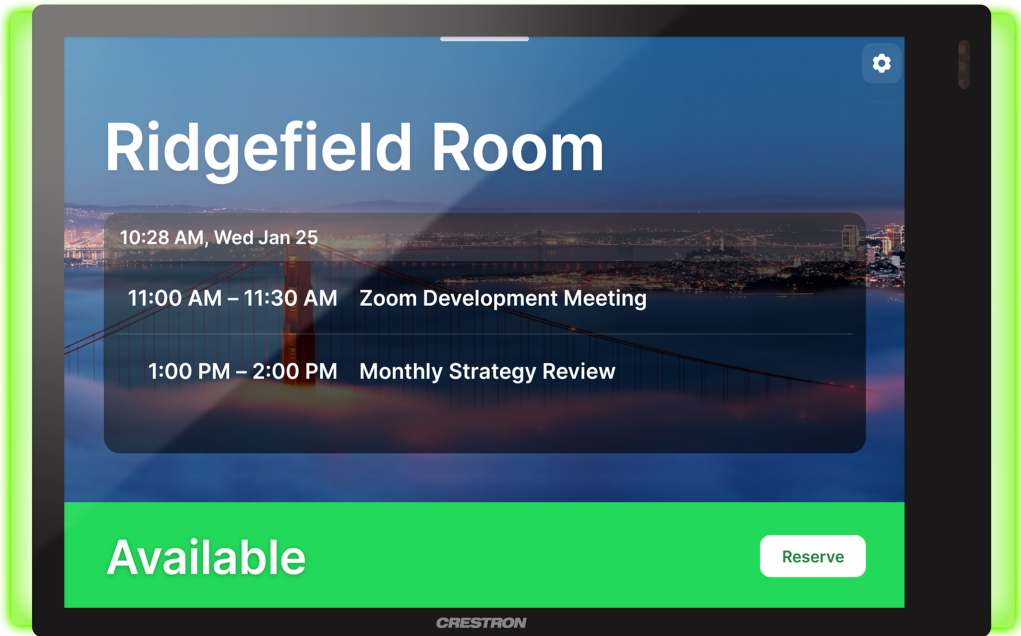 Ridgefield Room
10:28 AM, Wed Jan 25
11:00 AM – 11:30 AM Zoom Development Meeting
1:00 PM – 2:00 PM Monthly Strategy Review
Available
Reserve
CRESTRON